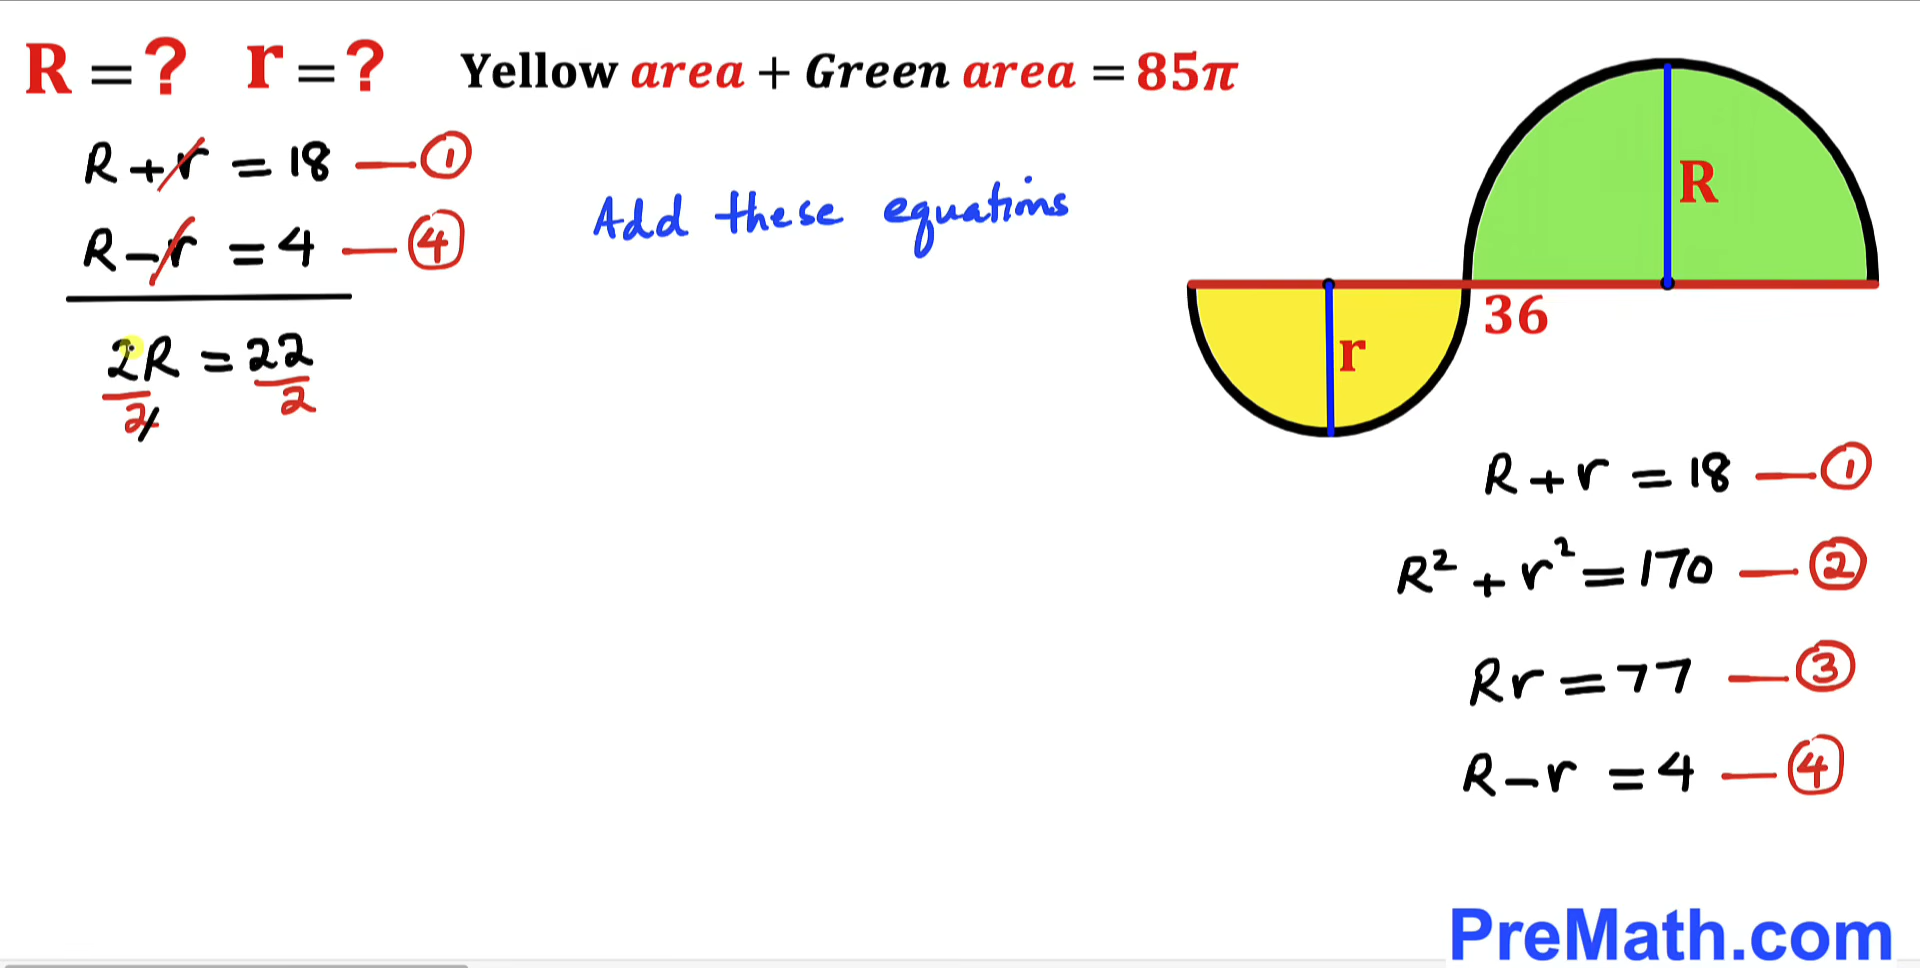 R = ? r = ? Yellow area + Green area = 85π
R + r = 18 — ①
R - r = 4 — ④
Add these equations
2R = 22
2 2
R
36
r
R + r = 18 — ①
R² + r² = 170 — ②
Rr = 77 — ③
R - r = 4 — ④
PreMath.com